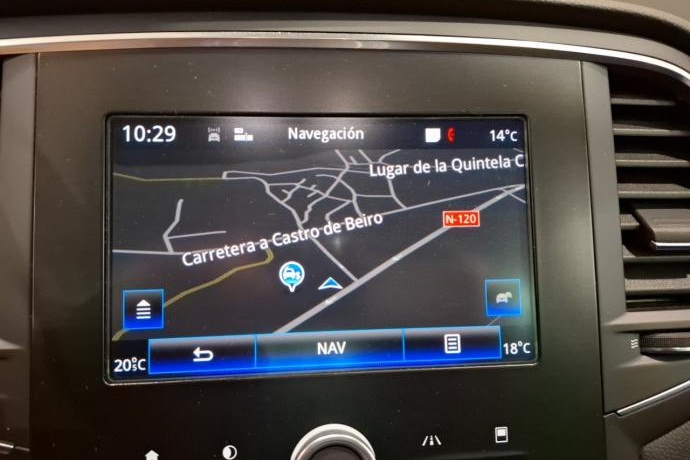 10:29
Navegación
14°C
Lugar de la Quintela C
N-120
Carretera a Castro de Beiro
NAV
20°C
18°C